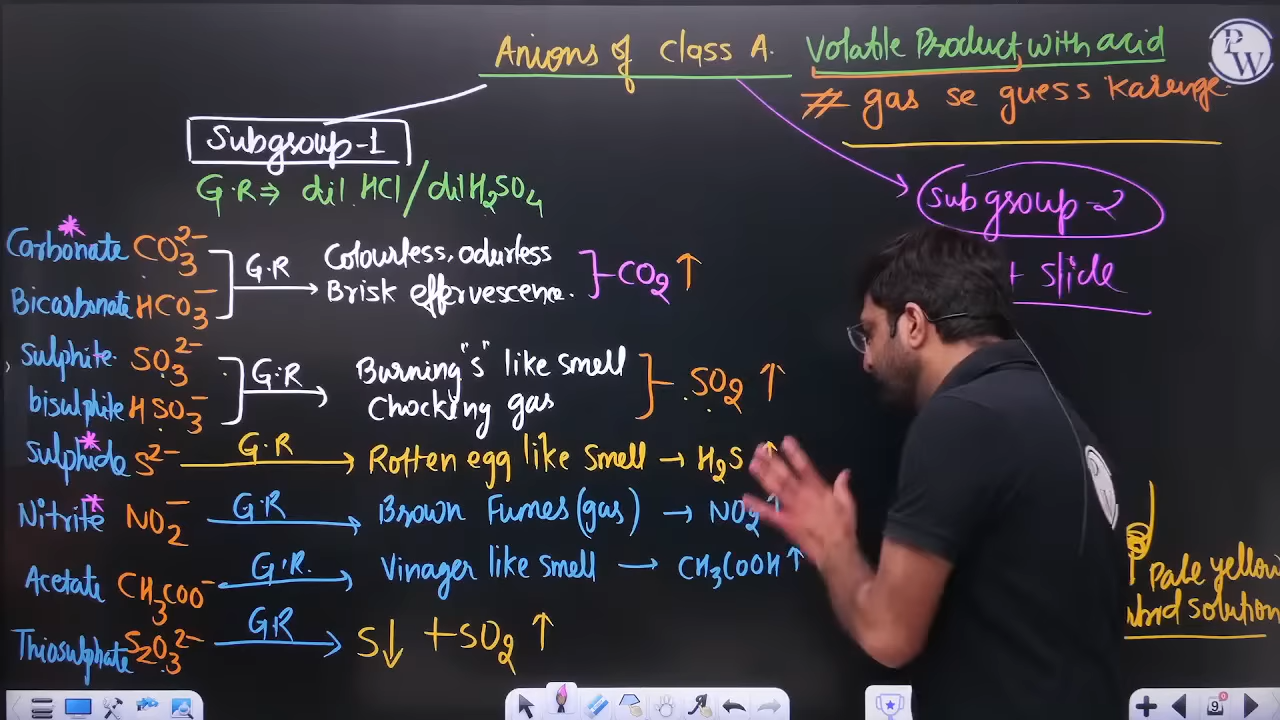 Anions of Class A. Volatile Product with acid
# gas se guess Karenge.
PW
Subgroup-1
G.R ⇒ dil. HCl/dil H2SO4
Subgroup-2
+ slide
Carbonate CO3^2-
Bicarbonate HCO3^-
G.R
Colourless, odurless
Brisk effervescence.
CO2 ↑
Sulphite SO3^2-
bisulphite HSO3^-
G.R
Burning "s" like smell
Chocking gas
SO2 ↑
Sulphide S^2- G.R Rotten egg like smell → H2S ↑
Nitrite NO2^- G.R Brown Fumes (gas) → NO2 ↑
Acetate CH3COO^- G.R. Vinager like smell → CH3COOH ↑
Thiosulphate S2O3^2- G.R S↓ + SO2 ↑
Pale yellow
solution
9